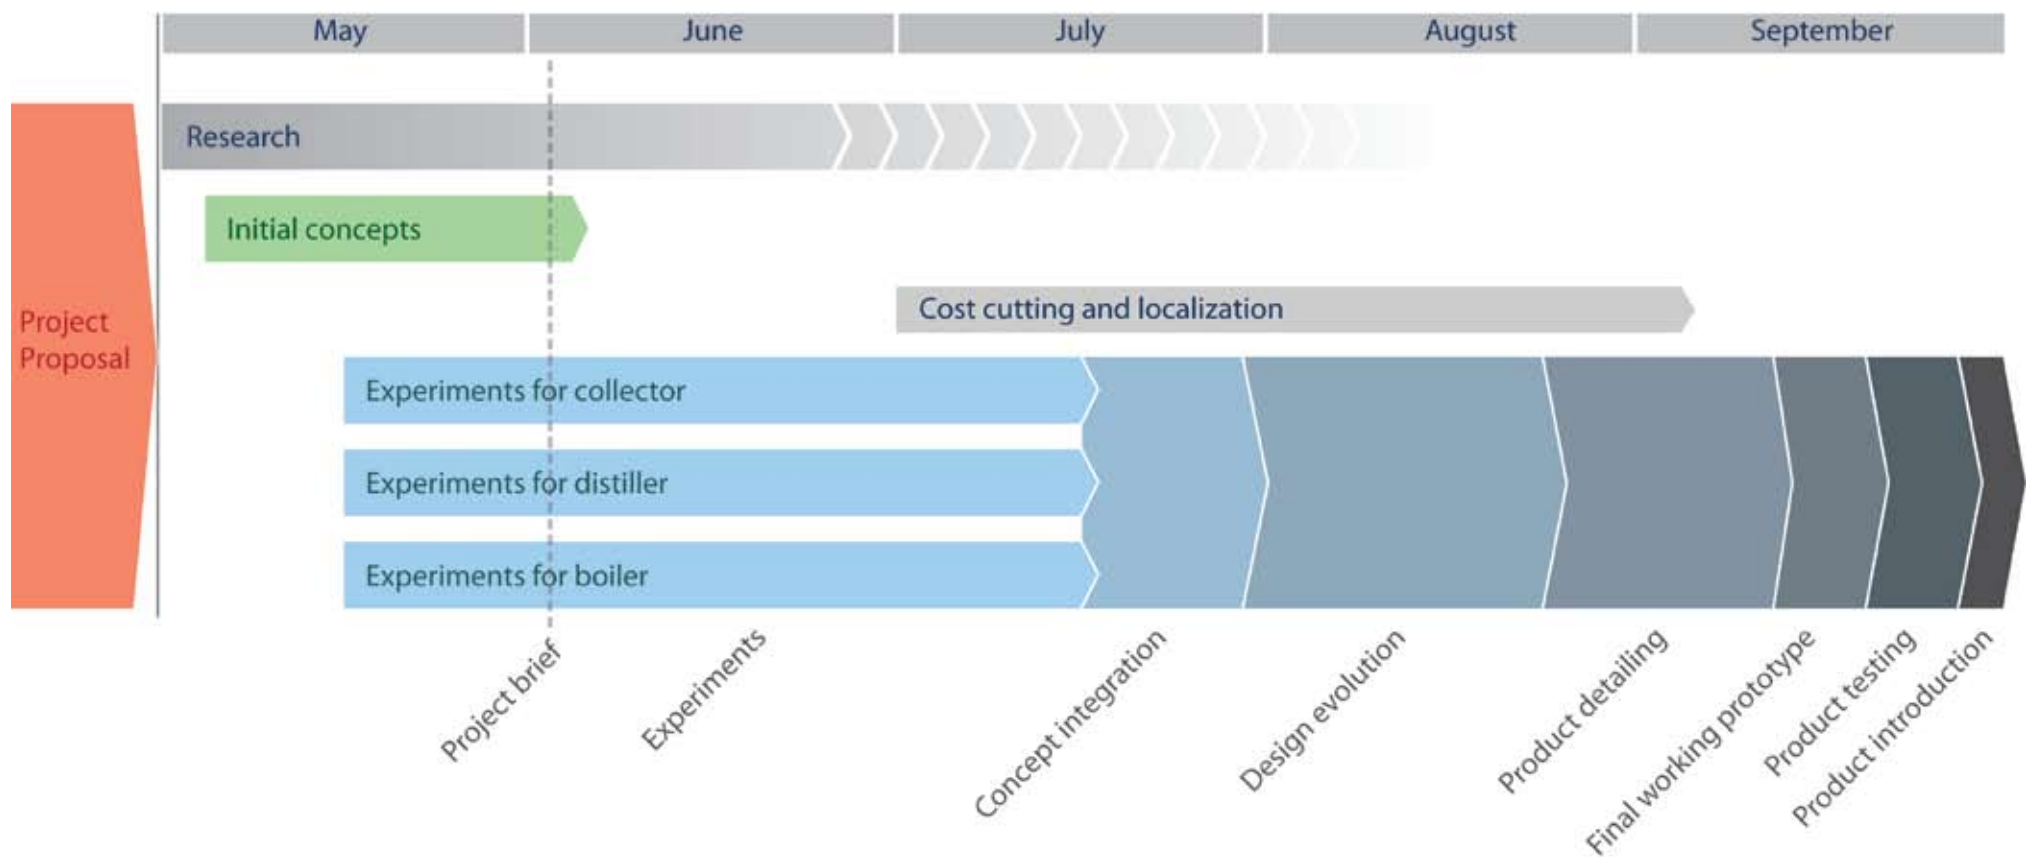 May
June
July
August
September
Research
Initial concepts
Cost cutting and localization
Project
Proposal
Experiments for collector
Experiments for distiller
Experiments for boiler
Project brief
Experiments
Concept integration
Design evolution
Product detailing
Final working prototype
Product testing
Product introduction